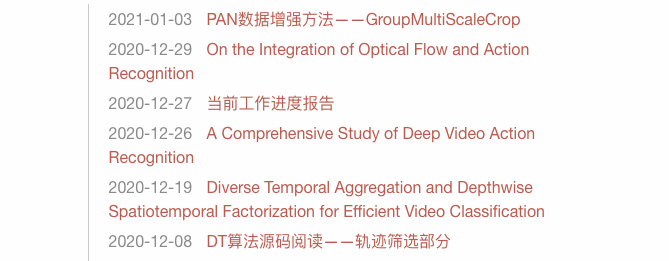 2021-01-03 PAN数据增强方法——GroupMultiScaleCrop
2020-12-29 On the Integration of Optical Flow and Action
Recognition
2020-12-27 当前工作进度报告
2020-12-26 A Comprehensive Study of Deep Video Action
Recognition
2020-12-19 Diverse Temporal Aggregation and Depthwise
Spatiotemporal Factorization for Efficient Video Classification
2020-12-08 DT算法源码阅读——轨迹筛选部分